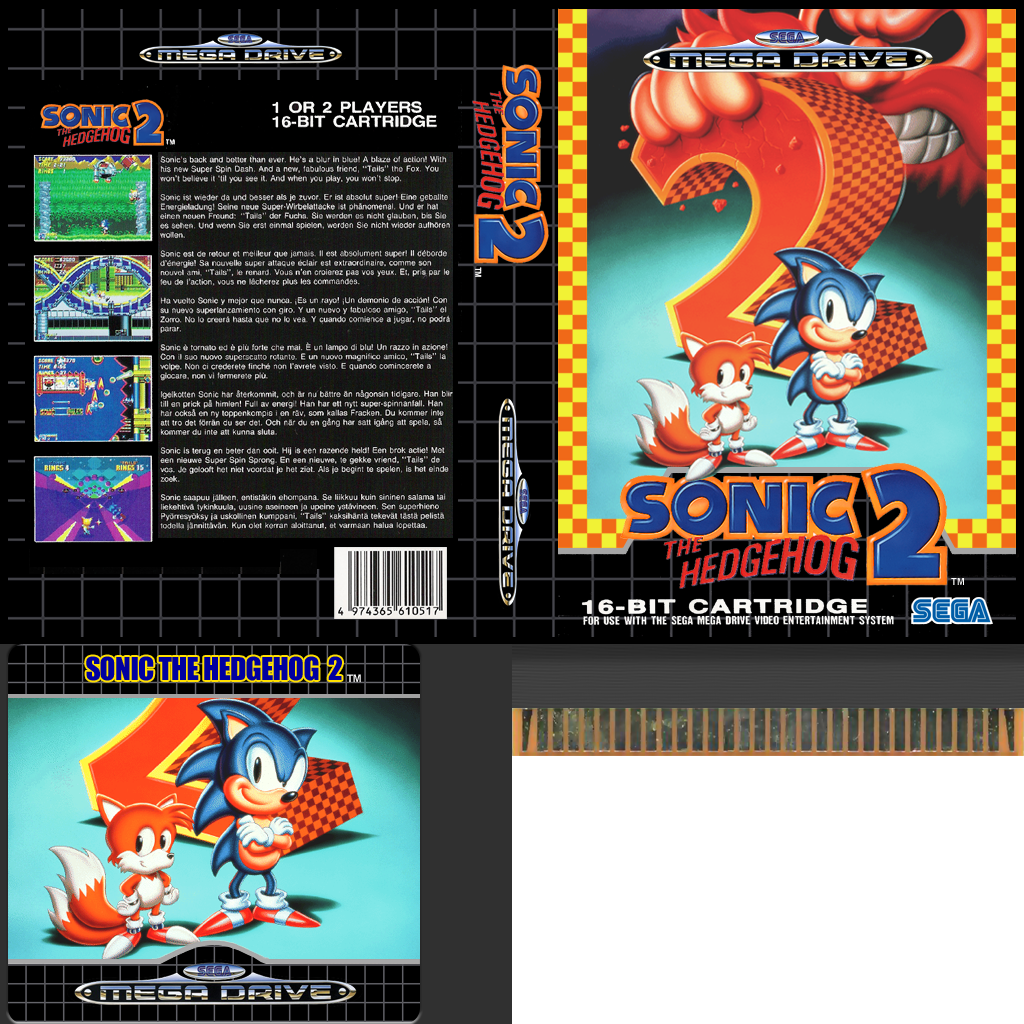 SEGA
MEGA DRIVE
SONIC
THE
HEDGEHOG 2 TM
1 OR 2 PLAYERS
16-BIT CARTRIDGE
Sonic's back and better than ever. He's a blur in blue! A blaze of action! With
his new Super Spin Dash. And a new, fabulous friend, "Tails" the Fox. You
won't believe it 'til you see it. And when you play, you won't stop.
Sonic ist wieder da und besser als je zuvor. Er ist absolut super! Eine geballte
Energieladung! Seine neue Super-Wirbelattacke ist phänomenal. Und er hat
einen neuen Freund: "Tails" der Fuchs. Sie werden es nicht glauben, bis Sie
es sehen. Und wenn Sie erst einmal spielen, werden Sie nicht wieder aufhören
wollen.
Sonic est de retour et meilleur que jamais. Il est absolument super! Il déborde
d'énergie! Sa nouvelle super attaque éclair est extraordinaire, comme son
nouvel ami, "Tails", le renard. Vous n'en croierez pas vos yeux. Et, pris par le
feu de l'action, vous ne lâcherez plus les commandes.
Ha vuelto Sonic y mejor que nunca. ¡Es un rayo! ¡Un demonio de acción! Con
su nuevo superlanzamiento con giro. Y un nuevo y fabuloso amigo, "Tails" el
Zorro. No lo creerá hasta que no lo vea. Y cuando comience a jugar, no podrá
parar.
Sonic è tornato ed è più forte che mai. È un lampo di blu! Un razzo in azione!
Con il suo nuovo superscatto rotante. E un nuovo magnifico amico, "Tails" la
volpe. Non ci crederete finché non l'avrete visto. E quando comincerete a
giocare, non vi fermerete più.
Igelkotten Sonic har återkommit, och är nu bättre än någonsin tidigare. Han blir
till en prick på himlen! Full av energi! Han har ett nytt super-spinnanfall. Han
har också en ny toppenkompis i en räv, som kallas Fracken. Du kommer inte
att tro det förrän du ser det. Och när du en gång har satt igång att spela, så
kommer du inte att kunna sluta.
Sonic is terug en beter dan ooit. Hij is een razende held! Een brok actie! Met
een nieuwe Super Spin Sprong. En een nieuwe, te gekke vriend, "Tails" de
vos. Je gelooft het niet voordat je het ziet. Als je begint te spelen, is het einde
zoek.
Sonic saapuu jälleen, entistäkin ehompana. Se liikkuu kuin sininen salama tai
liekehtivä tykinkuula, uusine aseineen ja upeine ystävineen. Sen superhieno
Pyörresyöksy ja uskollinen kumppani, "Tails" kaksihäntä tekevät tästä pelistä
todella jännittävän. Kun olet kerran aloittanut, et varmaan halua lopettaa.
RINGS 4
RINGS 15
4 974365 610517
SONIC
THE
HEDGEHOG 2
TM
SEGA
MEGA DRIVE
SEGA
MEGA DRIVE
2
SONIC 2
THE
HEDGEHOG TM
16-BIT CARTRIDGE
FOR USE WITH THE SEGA MEGA DRIVE VIDEO ENTERTAINMENT SYSTEM
SEGA
SONIC THE HEDGEHOG 2 TM
SEGA
MEGA DRIVE